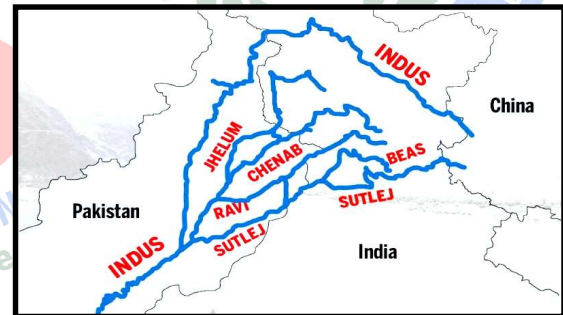 INDUS
China
JHELUM
CHENAB
BEAS
Pakistan
RAVI
SUTLEJ
SUTLEJ
INDUS
India